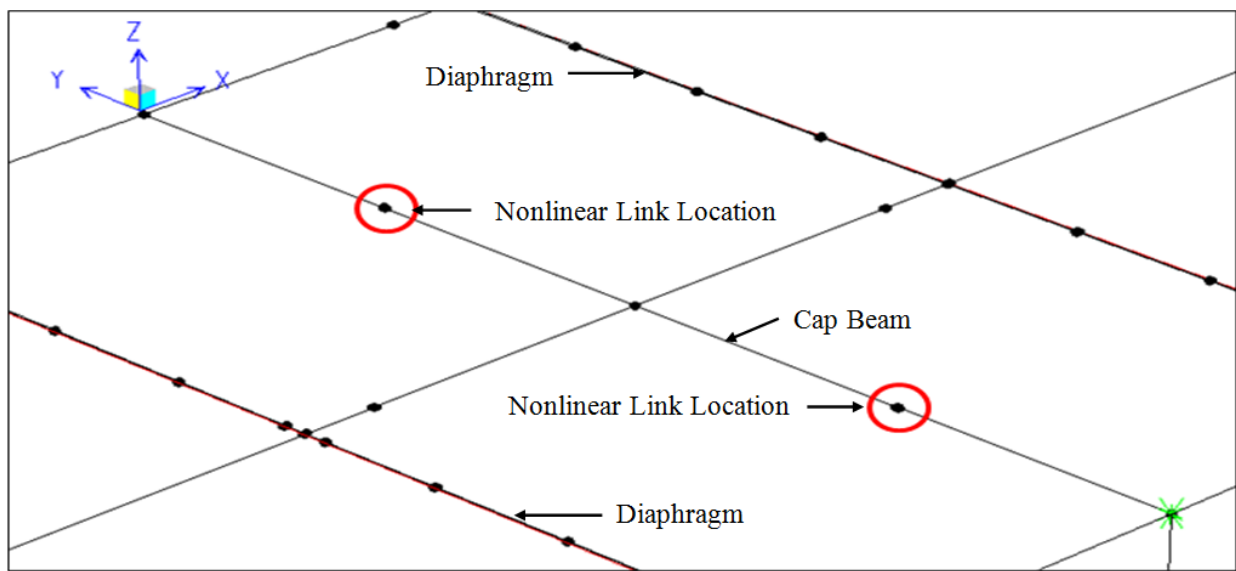 Z
Y
X
Diaphragm
Nonlinear Link Location
Cap Beam
Nonlinear Link Location
Diaphragm